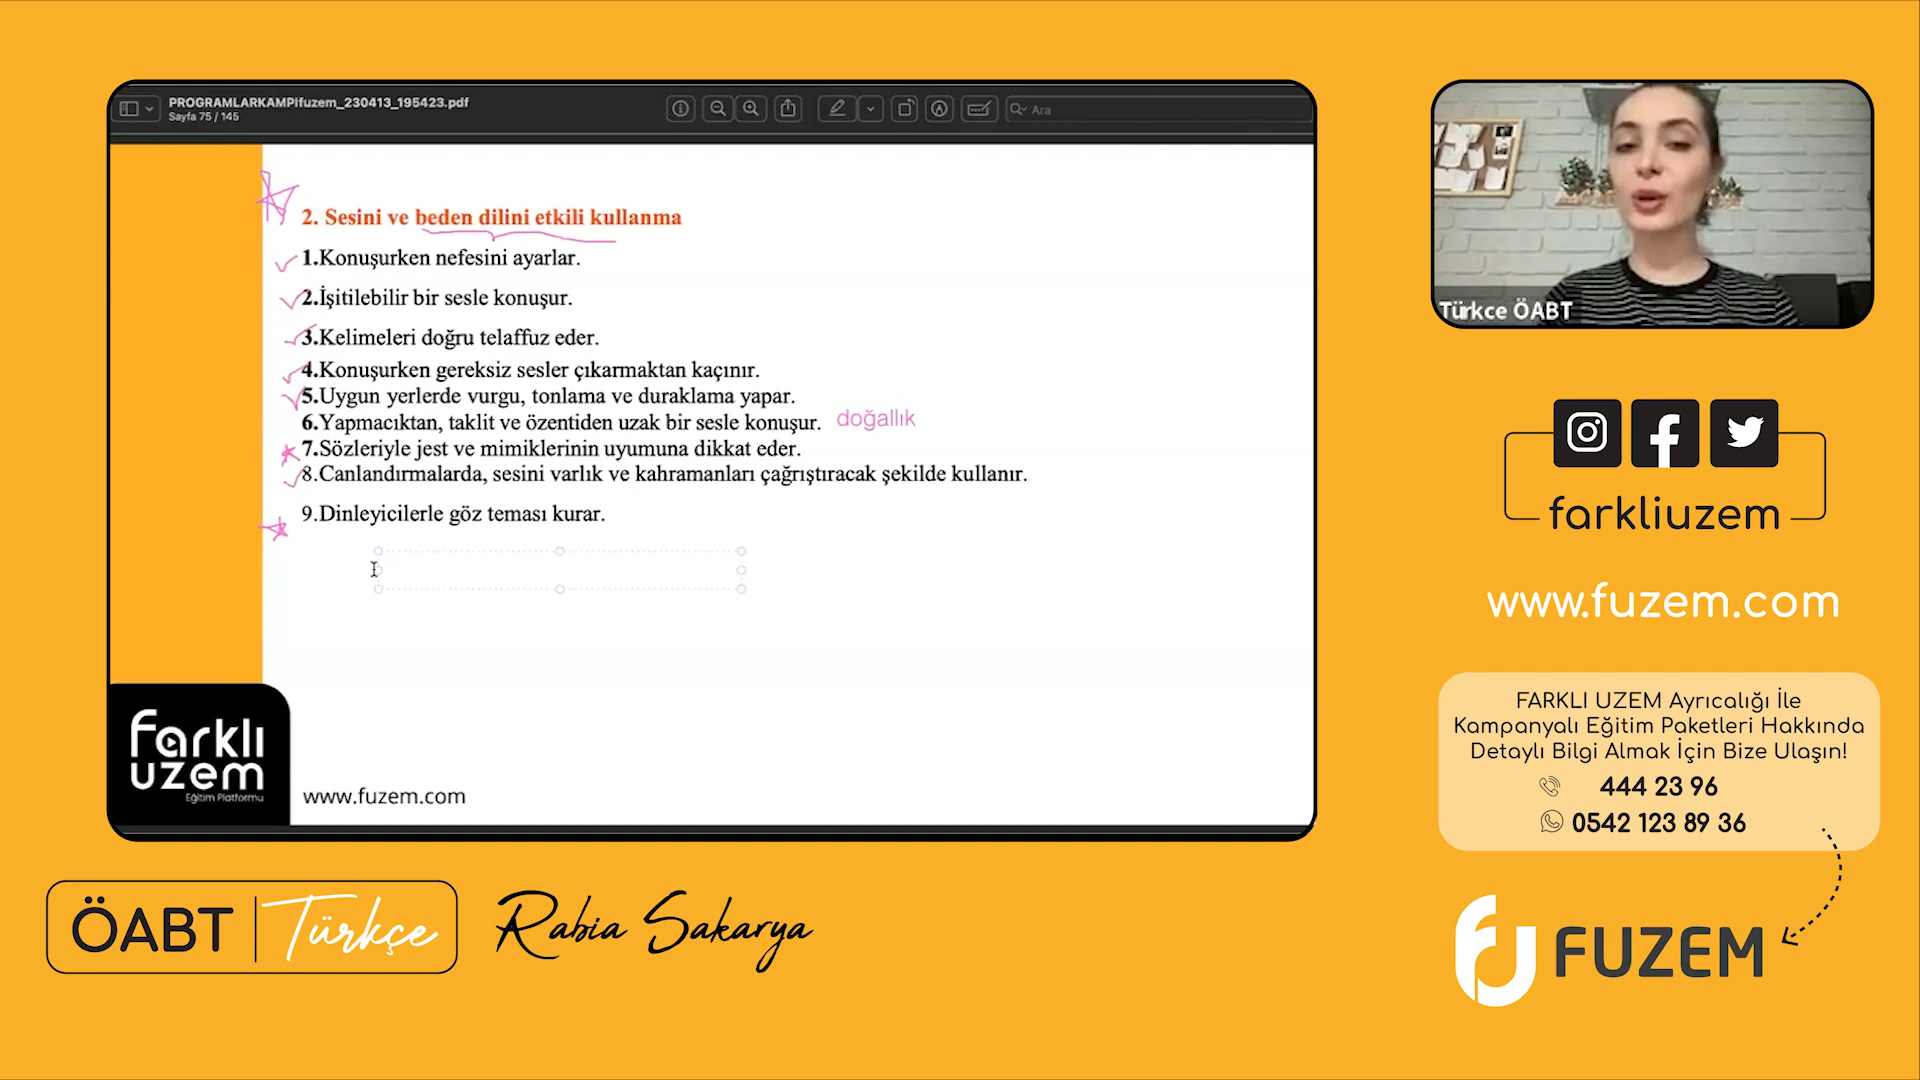 PROGRAMLARKAMPIfuzem_230413_195423.pdf
Sayfa 75 / 145
Ara
2. Sesini ve beden dilini etkili kullanma
1.Konuşurken nefesini ayarlar.
2.İşitilebilir bir sesle konuşur.
3.Kelimeleri doğru telaffuz eder.
4.Konuşurken gereksiz sesler çıkarmaktan kaçınır.
5.Uygun yerlerde vurgu, tonlama ve duraklama yapar.
6.Yapmacıktan, taklit ve özentiden uzak bir sesle konuşur. doğallık
7.Sözleriyle jest ve mimiklerinin uyumuna dikkat eder.
8.Canlandırmalarda, sesini varlık ve kahramanları çağrıştıracak şekilde kullanır.
9.Dinleyicilerle göz teması kurar.
farklı
uzem
Eğitim Platformu
www.fuzem.com
Türkce ÖABT
farkliuzem
www.fuzem.com
FARKLI UZEM Ayrıcalığı İle
Kampanyalı Eğitim Paketleri Hakkında
Detaylı Bilgi Almak İçin Bize Ulaşın!
444 23 96
0542 123 89 36
FUZEM
ÖABT Türkçe
Rabia Sakarya